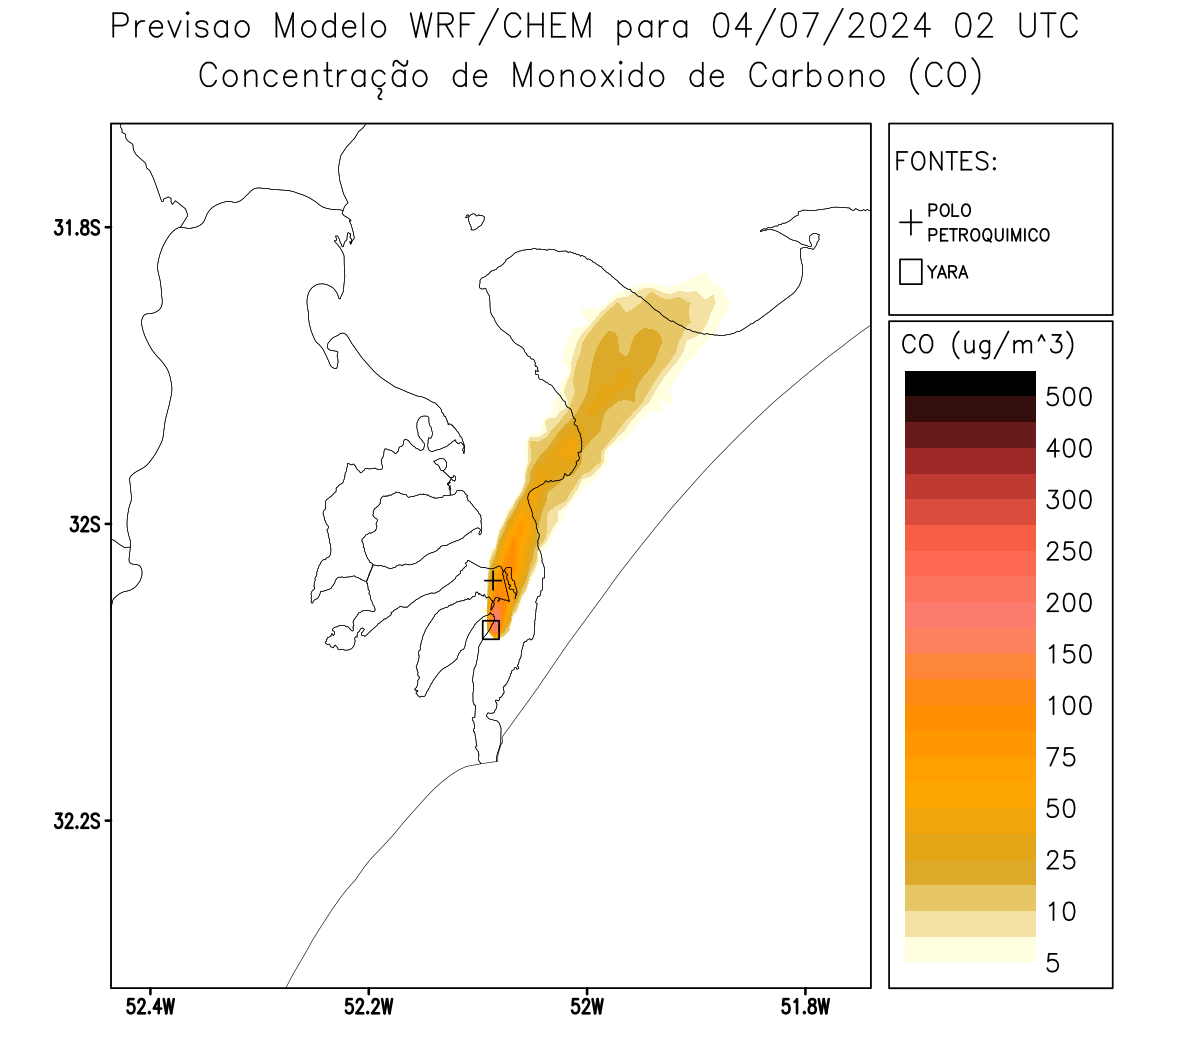 Previsao Modelo WRF/CHEM para 04/07/2024 02 UTC
Concentração de Monoxido de Carbono (CO)
FONTES:
POLO
PETROQUIMICO
YARA
31.8S
32S
32.2S
52.4W
52.2W
52W
51.8W
CO (ug/m^3)
500
400
300
250
200
150
100
75
50
25
10
5